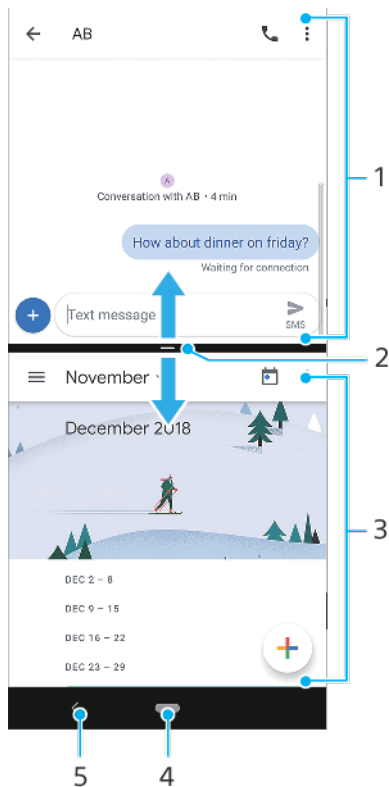 AB
1
Conversation with AB • 4 min
How about dinner on friday?
Waiting for connection
Text message
SMS
2
November
December 2018
3
DEC 2 – 8
DEC 9 – 15
DEC 16 – 22
DEC 23 – 29
5 4